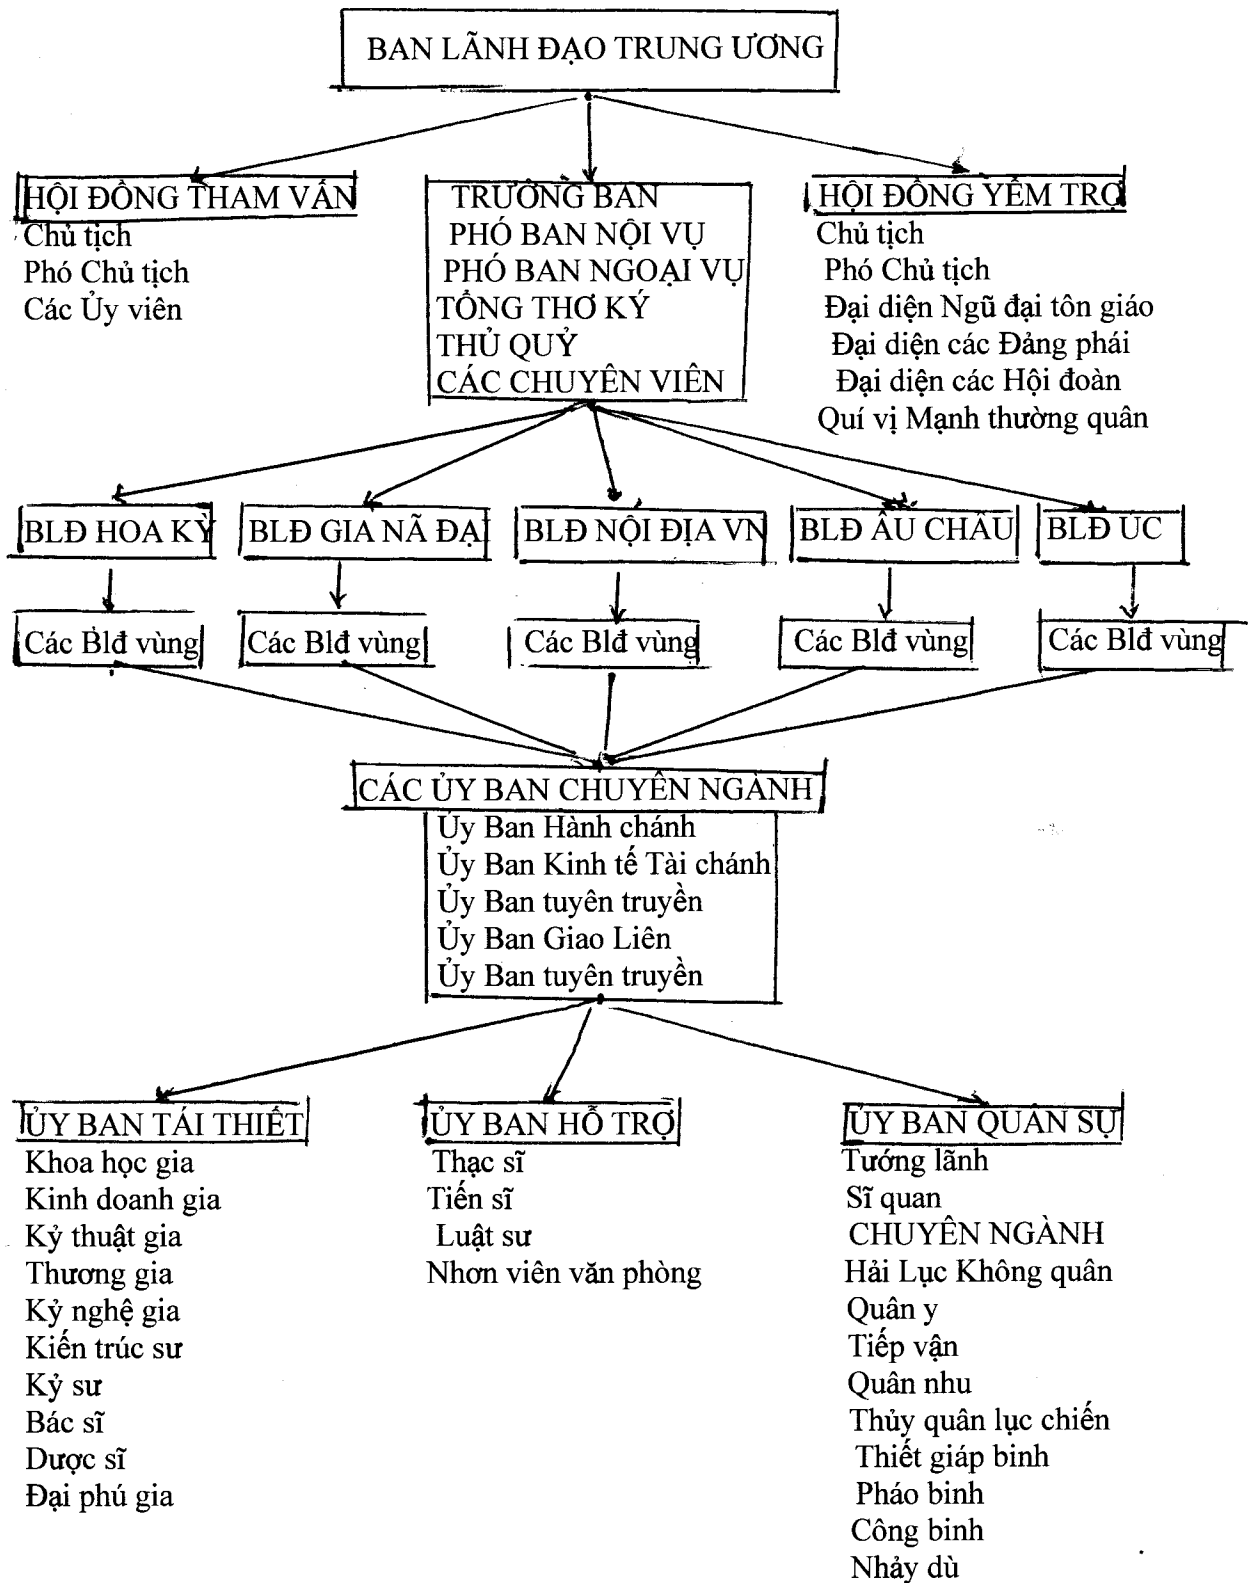 BAN LÃNH ĐẠO TRUNG ƯƠNG
HỘI ĐỒNG THAM VẤN
Chủ tịch
Phó Chủ tịch
Các Ủy viên
TRƯỞNG BAN
PHÓ BAN NỘI VỤ
PHÓ BAN NGOẠI VỤ
TỔNG THƠ KÝ
THỦ QUỶ
CÁC CHUYÊN VIÊN
HỘI ĐỒNG YỂM TRỢ
Chủ tịch
Phó Chủ tịch
Đại diện Ngũ đại tôn giáo
Đại diện các Đảng phái
Đại diện các Hội đoàn
Quí vị Mạnh thường quân
BLĐ HOA KỲ
BLĐ GIA NÃ ĐẠI
BLĐ NỘI ĐỊA VN
BLĐ ÂU CHÂU
BLĐ ÚC
Các Blđ vùng
Các Blđ vùng
Các Blđ vùng
Các Blđ vùng
Các Blđ vùng
CÁC ỦY BAN CHUYÊN NGÀNH
Ủy Ban Hành chánh
Ủy Ban Kinh tế Tài chánh
Ủy Ban tuyên truyền
Ủy Ban Giao Liên
Ủy Ban tuyên truyền
ỦY BAN TÁI THIẾT
Khoa học gia
Kinh doanh gia
Kỷ thuật gia
Thương gia
Kỷ nghệ gia
Kiến trúc sư
Kỷ sư
Bác sĩ
Dược sĩ
Đại phú gia
ỦY BAN HỖ TRỢ
Thạc sĩ
Tiến sĩ
Luật sư
Nhơn viên văn phòng
ỦY BAN QUÂN SỰ
Tướng lãnh
Sĩ quan
CHUYÊN NGÀNH
Hải Lục Không quân
Quân y
Tiếp vận
Quân nhu
Thủy quân lục chiến
Thiết giáp binh
Pháo binh
Công binh
Nhảy dù